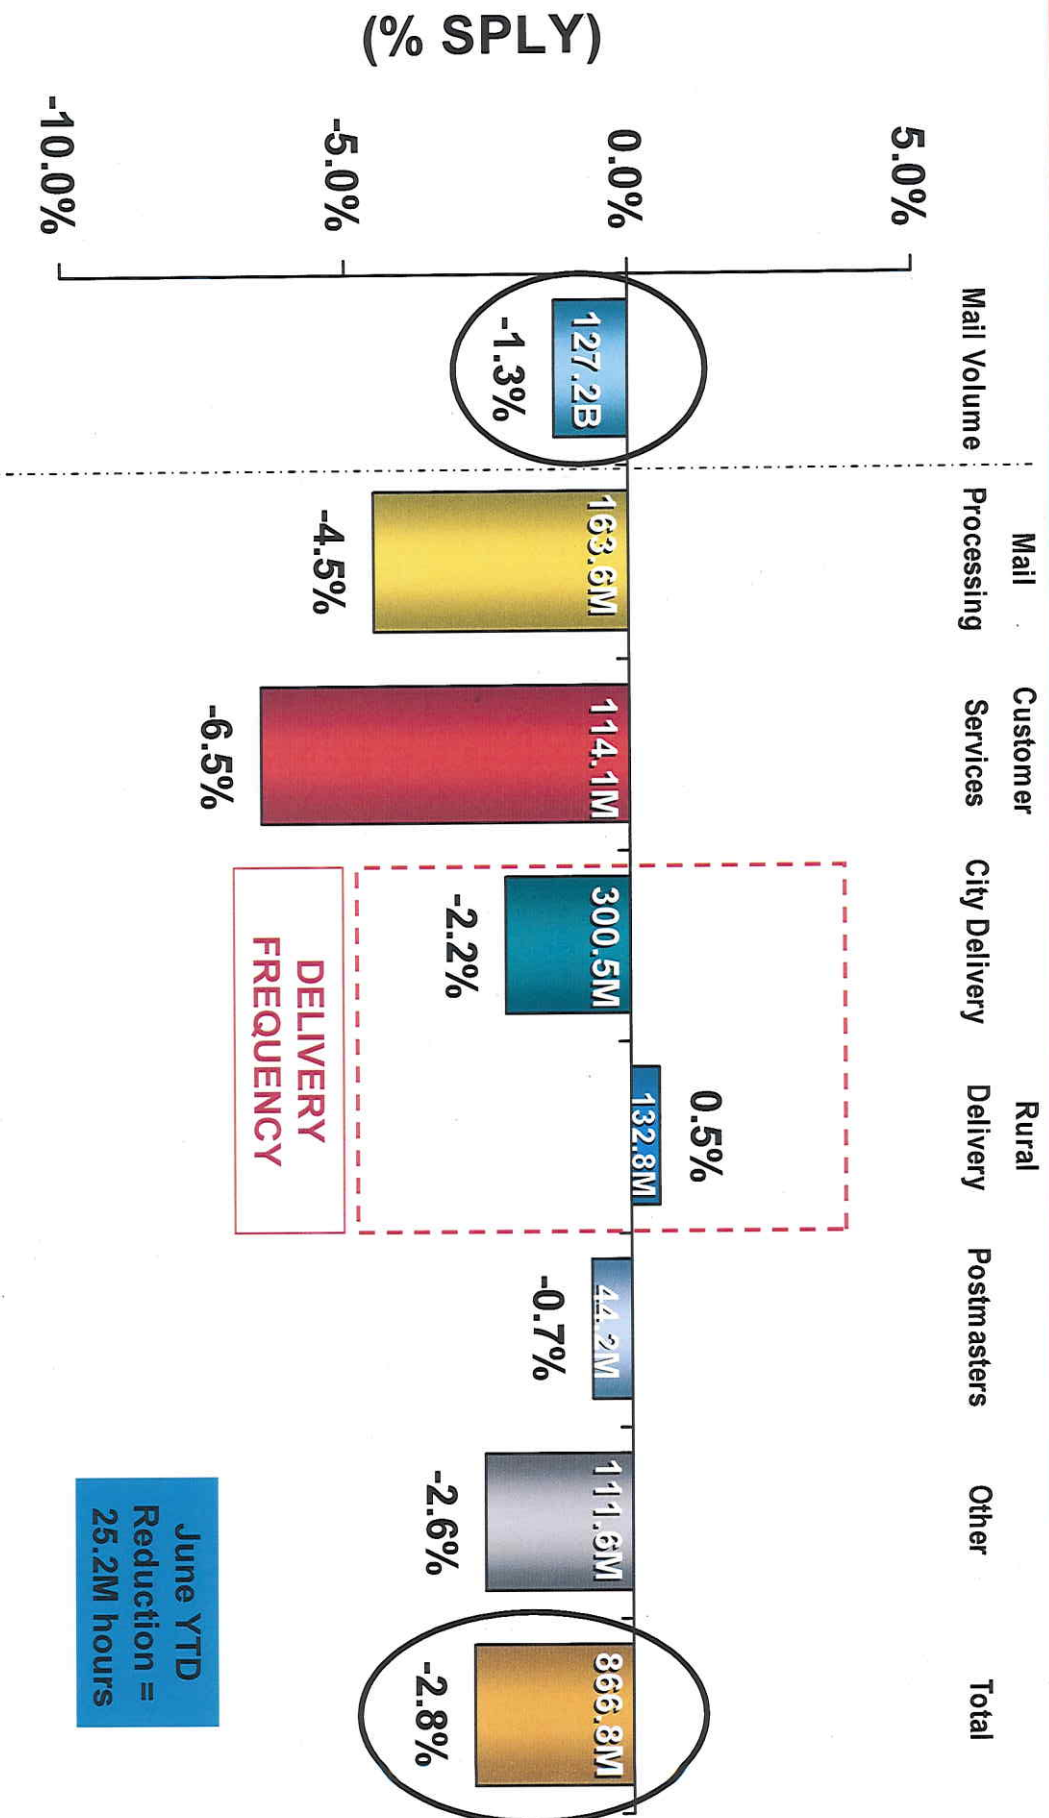 (% SPLY)
5.0%
0.0%
-5.0%
-10.0%
Mail Volume
Mail
Processing
Customer
Services
City Delivery
Rural
Delivery
Postmasters
Other
Total
127.2B
-1.3%
163.6M
-4.5%
114.1M
-6.5%
300.5M
-2.2%
0.5%
132.8M
44.2M
-0.7%
111.6M
-2.6%
866.8M
-2.8%
DELIVERY
FREQUENCY
June YTD
Reduction =
25.2M hours